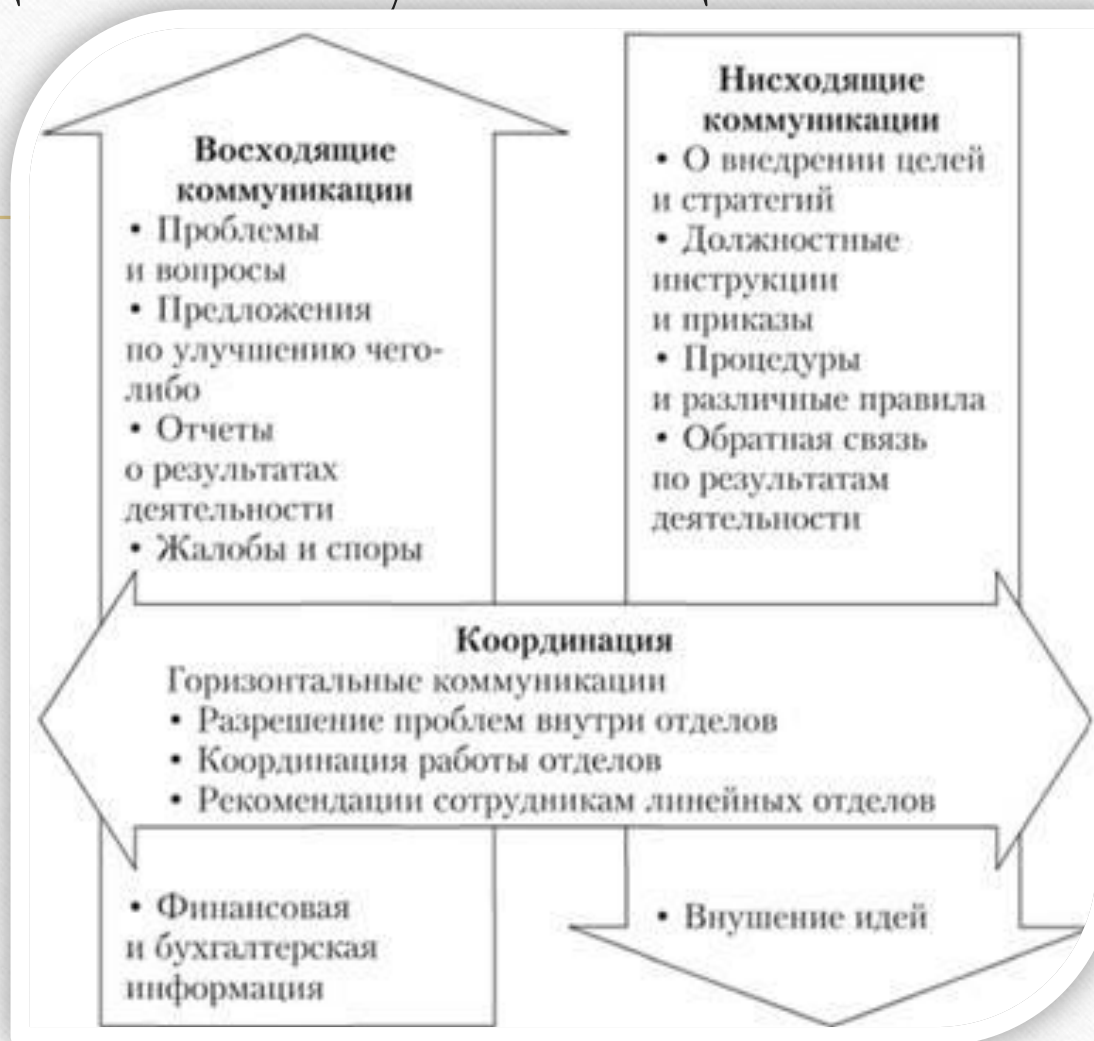 Восходящие
коммуникации
• Проблемы
и вопросы
• Предложения
по улучшению чего-
либо
• Отчеты
о результатах
деятельности
• Жалобы и споры
Нисходящие
коммуникации
• О внедрении целей
и стратегий
• Должностные
инструкции
и приказы
• Процедуры
и различные правила
• Обратная связь
по результатам
деятельности
Координация
Горизонтальные коммуникации
• Разрешение проблем внутри отделов
• Координация работы отделов
• Рекомендации сотрудникам линейных отделов
• Финансовая
и бухгалтерская
информация
• Внушение идей